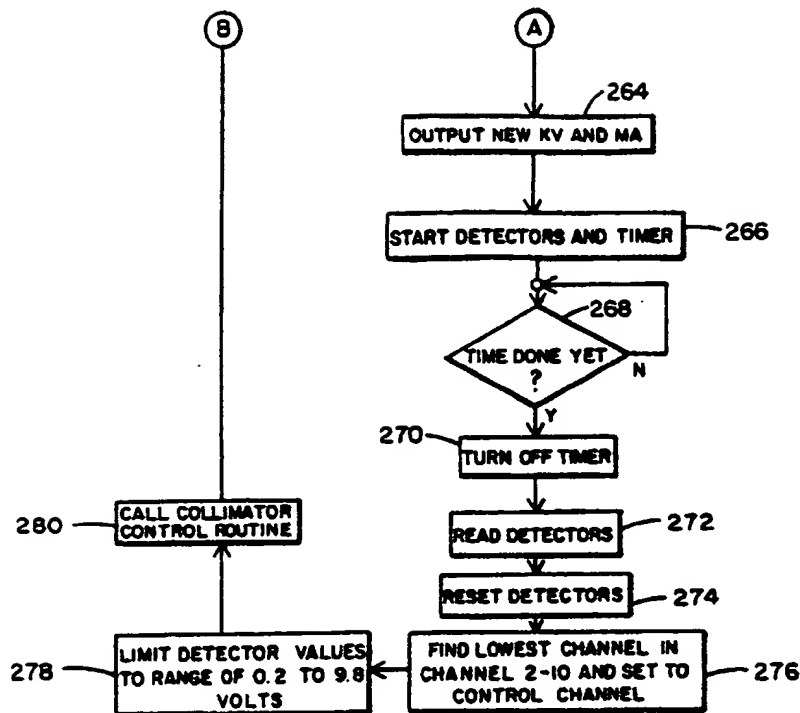 B
A
264
OUTPUT NEW KV AND MA
START DETECTORS AND TIMER
266
268
TIME DONE YET
?
N
Y
270
TURN OFF TIMER
READ DETECTORS
272
RESET DETECTORS
274
FIND LOWEST CHANNEL IN
CHANNEL 2-10 AND SET TO
CONTROL CHANNEL
276
278
LIMIT DETECTOR VALUES
TO RANGE OF 0.2 TO 9.8
VOLTS
280
CALL COLLIMATOR
CONTROL ROUTINE